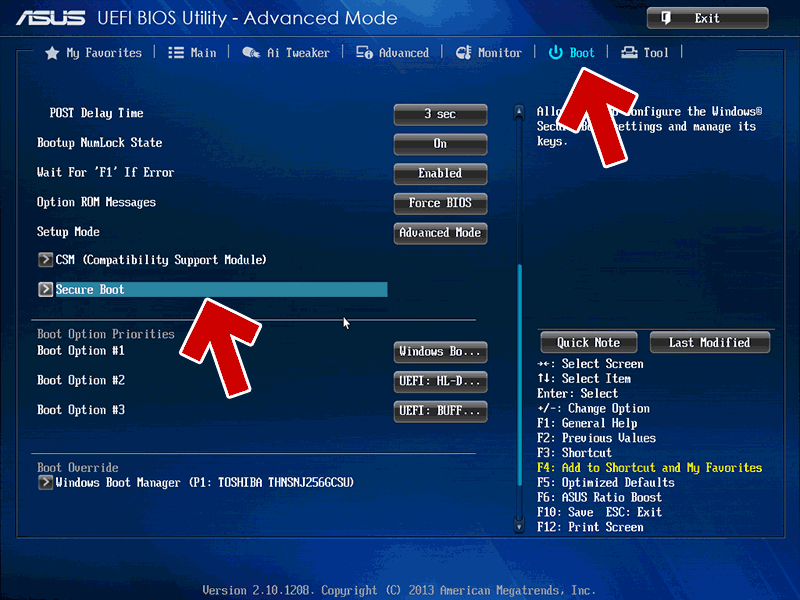 ASUS UEFI BIOS Utility - Advanced Mode
Exit
My Favorites
Main
Ai Tweaker
Advanced
Monitor
Boot
Tool
POST Delay Time
3 sec
Bootup NumLock State
On
Wait For 'F1' If Error
Enabled
Option ROM Messages
Force BIOS
Setup Mode
Advanced Mode
CSM (Compatibility Support Module)
Secure Boot
Boot Option Priorities
Boot Option #1
Windows Bo...
Boot Option #2
UEFI: HL-D...
Boot Option #3
UEFI: BUFF...
Boot Override
Windows Boot Manager (P1: TOSHIBA THNSNJ256GCSU)
configure the Windows®
settings and manage its
keys.
Quick Note
Last Modified
→←: Select Screen
↑↓: Select Item
Enter: Select
+/-: Change Option
F1: General Help
F2: Previous Values
F3: Shortcut
F4: Add to Shortcut and My Favorites
F5: Optimized Defaults
F6: ASUS Ratio Boost
F10: Save ESC: Exit
F12: Print Screen
Version 2.10.1208. Copyright (C) 2013 American Megatrends, Inc.